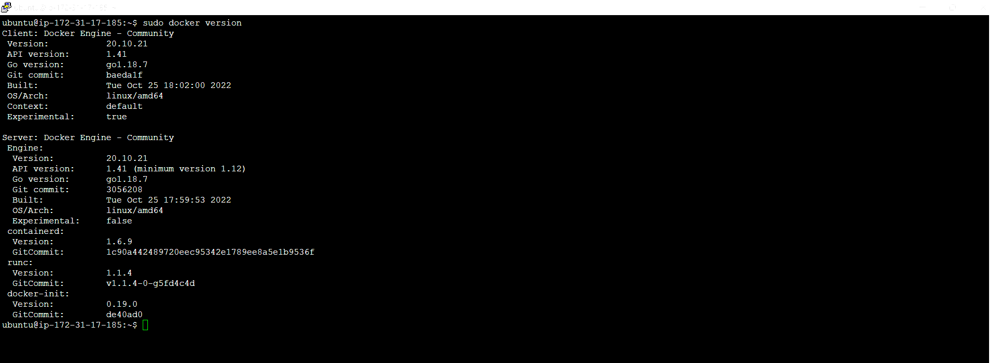 ubuntu@ip-172-31-17-185: ~
ubuntu@ip-172-31-17-185:~$ sudo docker version
Client: Docker Engine - Community
 Version:           20.10.21
 API version:       1.41
 Go version:        go1.18.7
 Git commit:        baeda1f
 Built:             Tue Oct 25 18:02:00 2022
 OS/Arch:           linux/amd64
 Context:           default
 Experimental:      true

Server: Docker Engine - Community
 Engine:
  Version:          20.10.21
  API version:      1.41 (minimum version 1.12)
  Go version:       go1.18.7
  Git commit:       3056208
  Built:            Tue Oct 25 17:59:53 2022
  OS/Arch:          linux/amd64
  Experimental:     false
 containerd:
  Version:          1.6.9
  GitCommit:        1c90a442489720eec95342e1789ee8a5e1b9536f
 runc:
  Version:          1.1.4
  GitCommit:        v1.1.4-0-g5fd4c4d
 docker-init:
  Version:          0.19.0
  GitCommit:        de40ad0
ubuntu@ip-172-31-17-185:~$